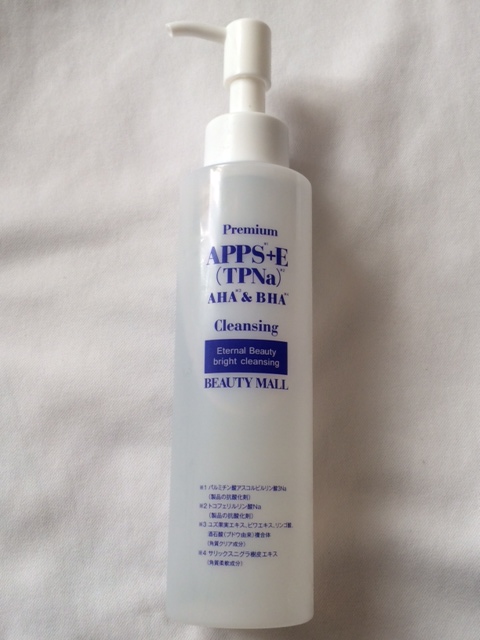 Premium
APPS※1+E
(TPNa)※2
AHA※3 & BHA※4
Cleansing
Eternal Beauty
bright cleansing
BEAUTY MALL
※1 パルミチン酸アスコルビルリン酸3Na
(製品の抗酸化剤)
※2 トコフェリルリン酸Na
(製品の抗酸化剤)
※3 ユズ果実エキス、ビワエキス、リンゴ酸、
酒石酸(ブドウ由来)複合体
(角質クリア成分)
※4 サリックスニグラ樹皮エキス
(角質柔軟成分)